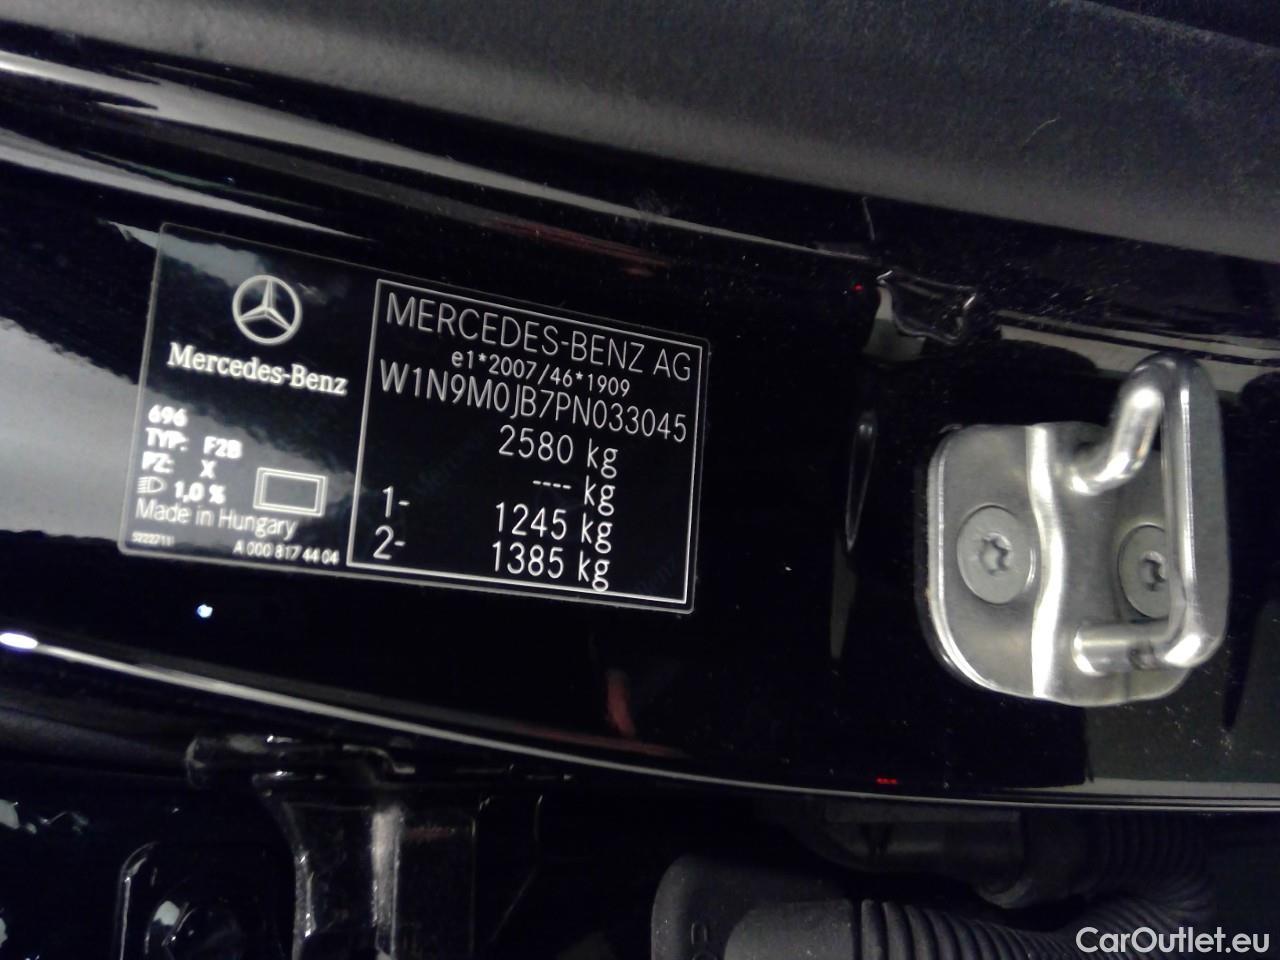 Mercedes-Benz
696
TYP: F2B
PZ: X
1,0 %
Made in Hungary
A 000 817 44 04
MERCEDES-BENZ AG
e1*2007/46*1909
W1N9M0JB7PN033045
2580 kg
---- kg
1- 1245 kg
2- 1385 kg
CarOutlet.eu